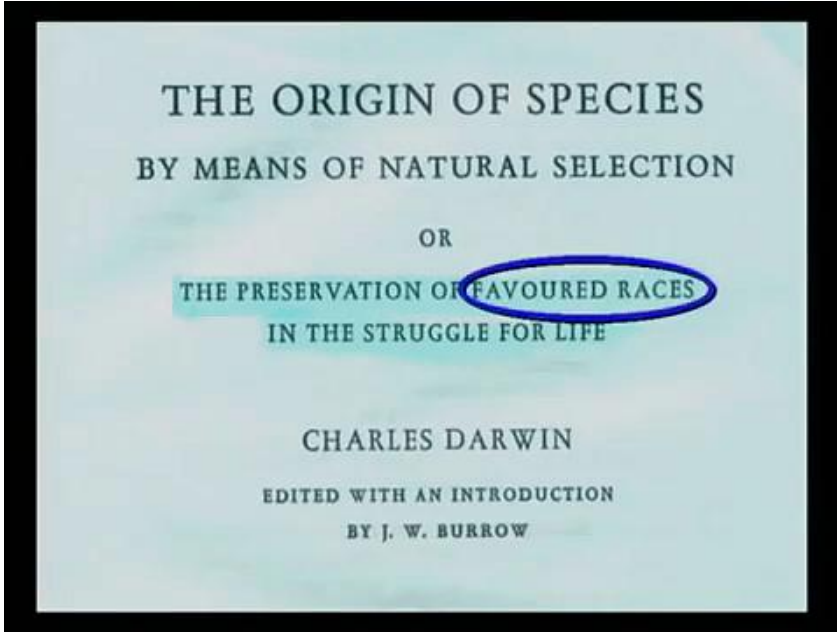 THE ORIGIN OF SPECIES
BY MEANS OF NATURAL SELECTION
OR
THE PRESERVATION OF FAVOURED RACES
IN THE STRUGGLE FOR LIFE
CHARLES DARWIN
EDITED WITH AN INTRODUCTION
BY J. W. BURROW